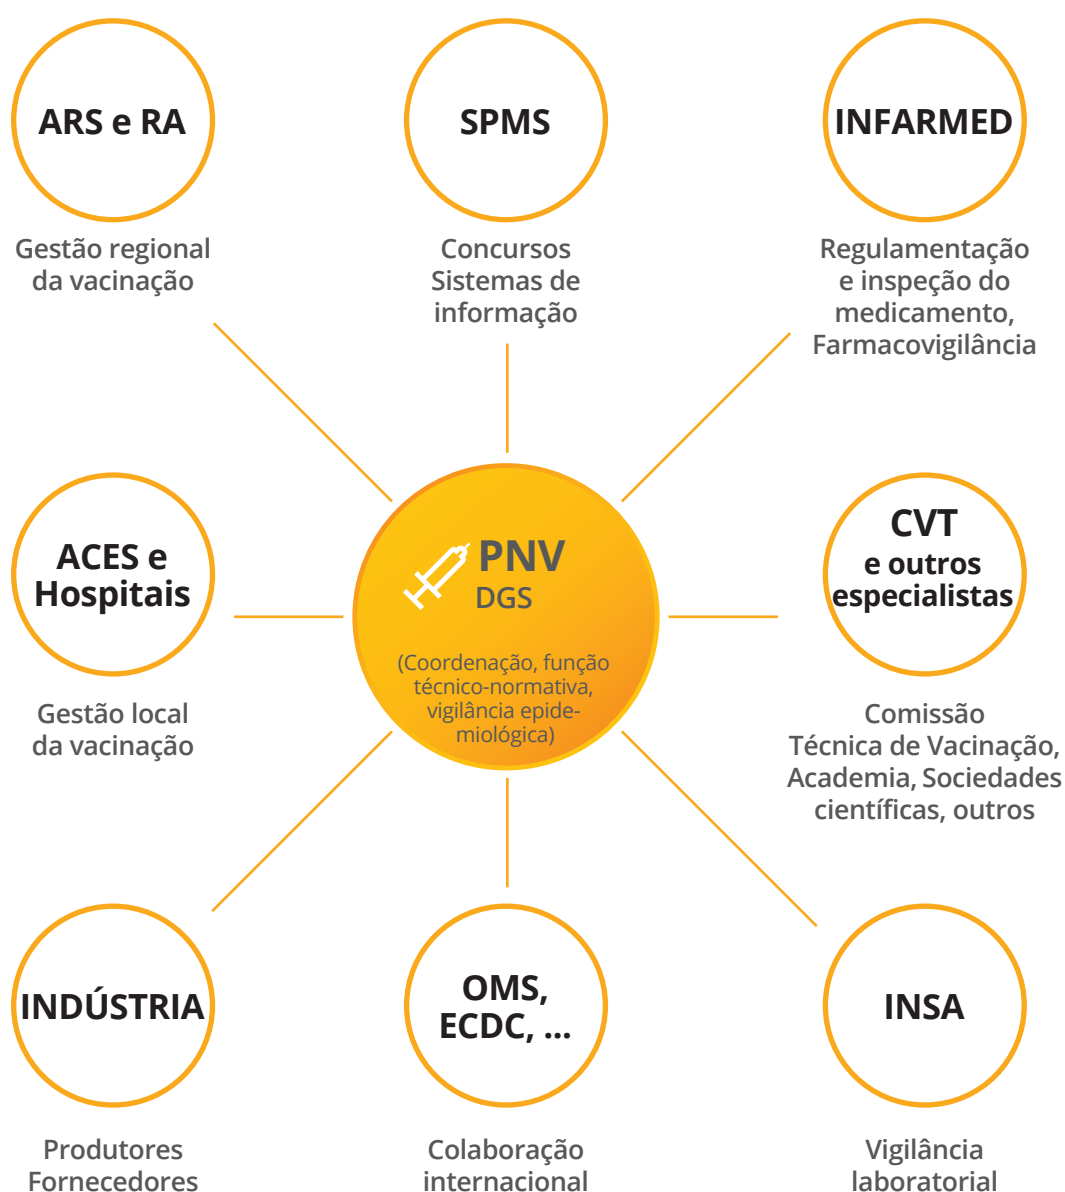 ARS e RA
Gestão regional
da vacinação
SPMS
Concursos
Sistemas de
informação
INFARMED
Regulamentação
e inspeção do
medicamento,
Farmacovigilância
ACES e
Hospitais
Gestão local
da vacinação
PNV
DGS
(Coordenação, função
técnico-normativa,
vigilância epide-
miológica)
CVT
e outros
especialistas
Comissão
Técnica de Vacinação,
Academia, Sociedades
científicas, outros
INDÚSTRIA
Produtores
Fornecedores
OMS,
ECDC, ...
Colaboração
internacional
INSA
Vigilância
laboratorial